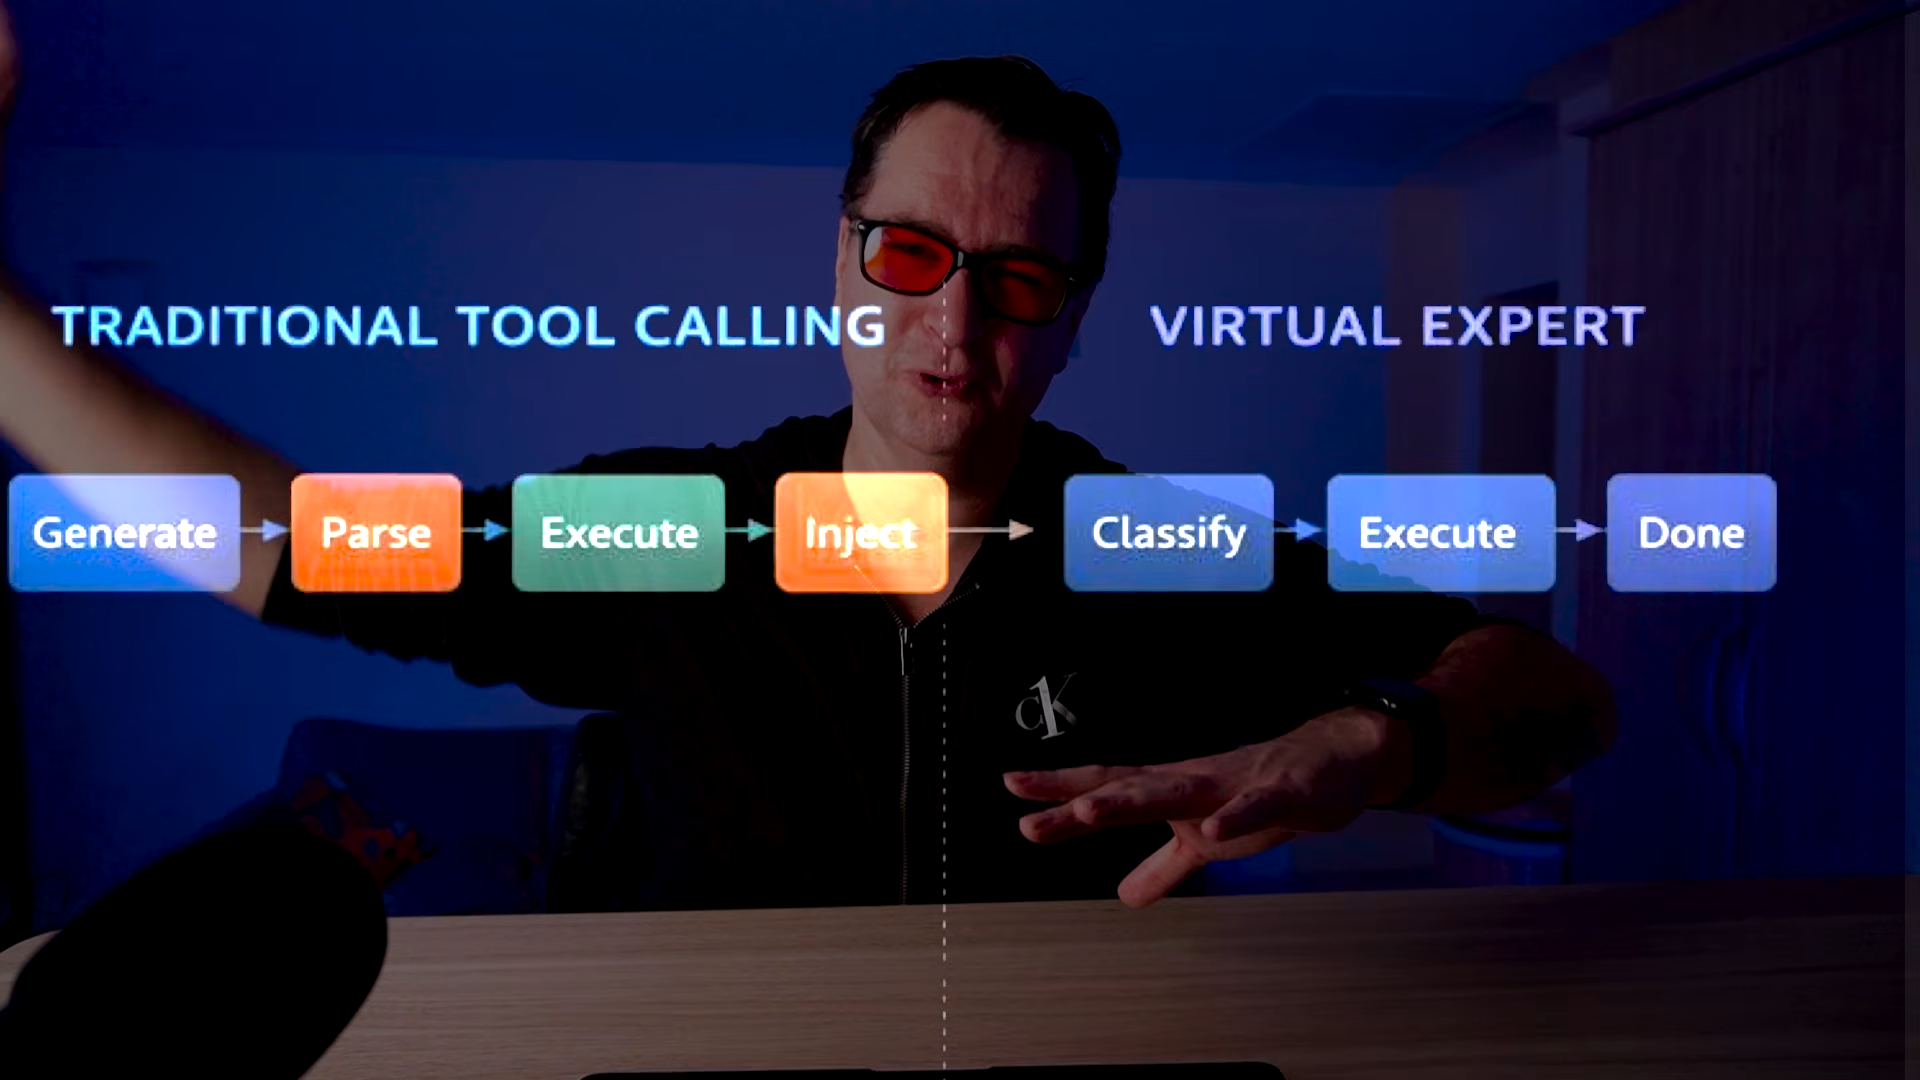 TRADITIONAL TOOL CALLING
VIRTUAL EXPERT
Generate
Parse
Execute
Inject
Classify
Execute
Done
CK